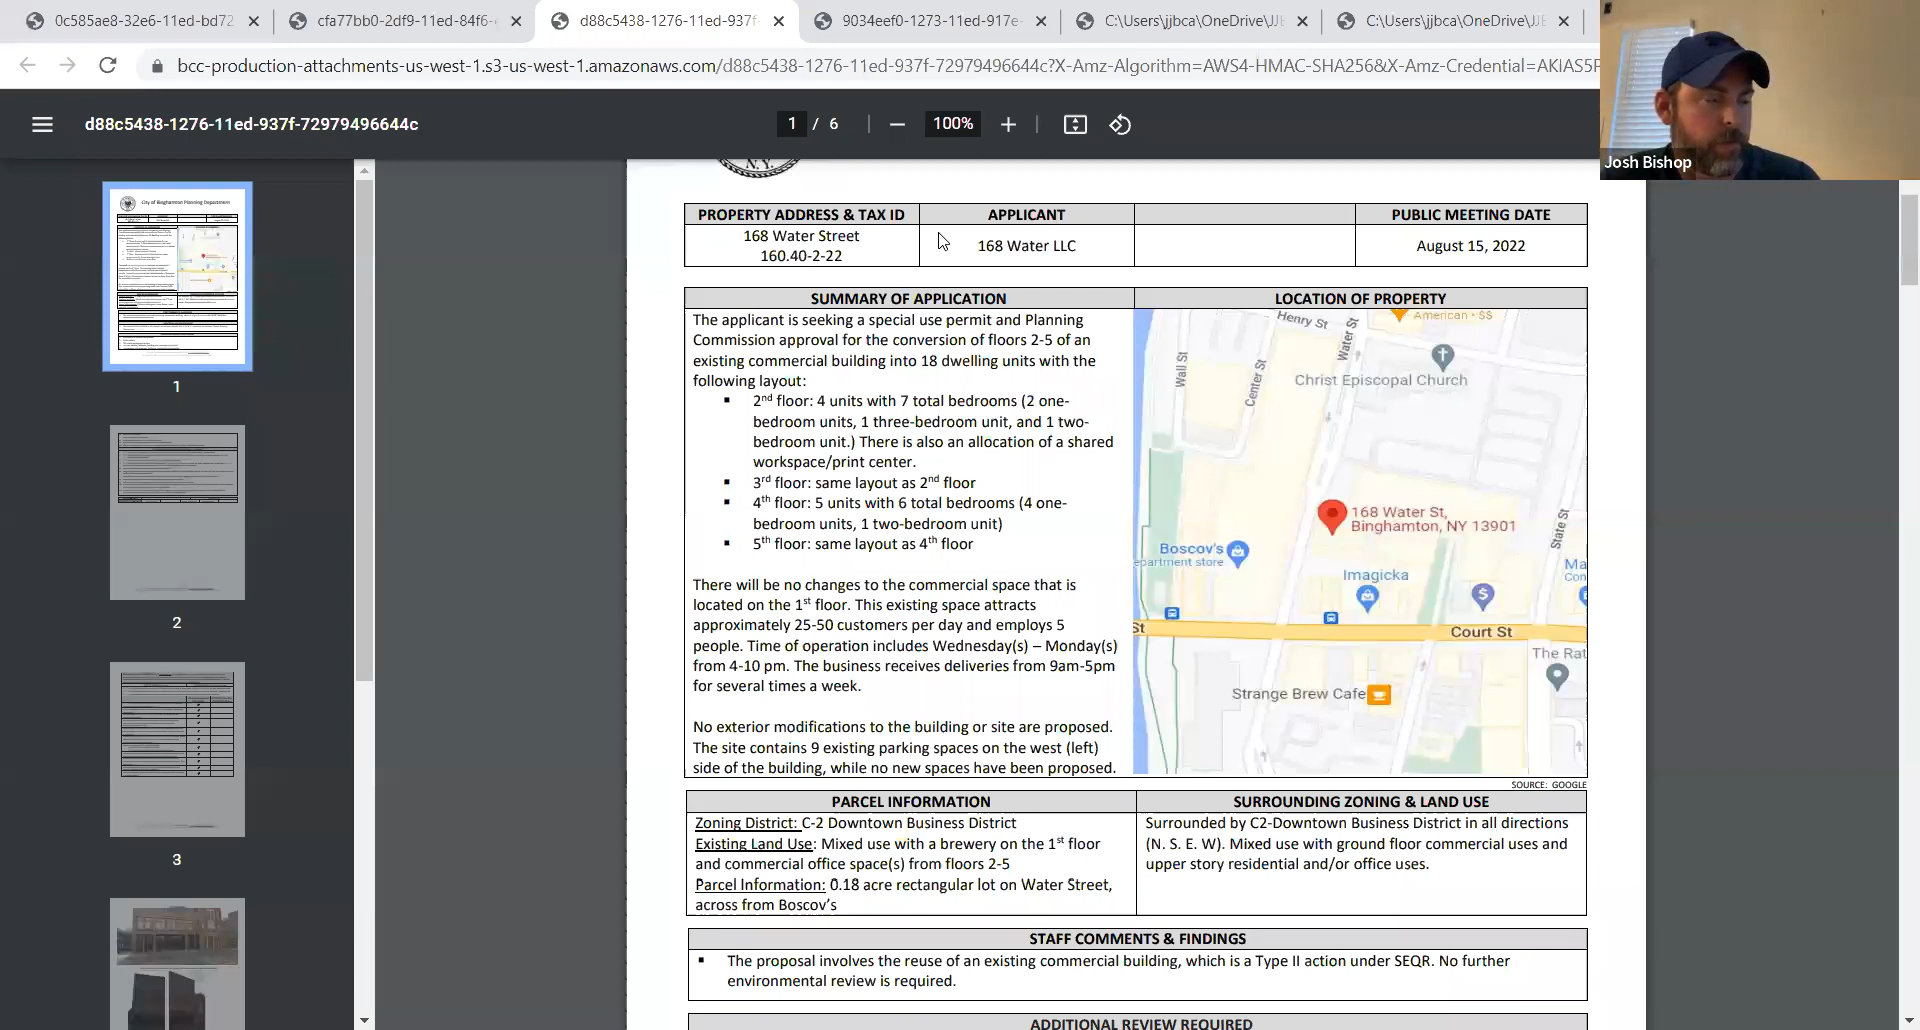 0c585ae8-32e6-11ed-bd72
cfa77bb0-2df9-11ed-84f6-
d88c5438-1276-11ed-937f
9034eef0-1273-11ed-917e
C:\Users\jjbca\OneDrive\JJE
C:\Users\jjbca\OneDrive\JJ
bcc-production-attachments-us-west-1.s3-us-west-1.amazonaws.com/d88c5438-1276-11ed-937f-72979496644c?X-Amz-Algorithm=AWS4-HMAC-SHA256&X-Amz-Credential=AKIAS5F
d88c5438-1276-11ed-937f-72979496644c
1 / 6
100%
Josh Bishop
City of Binghamton Planning Department
1
2
3
N.Y.
PROPERTY ADDRESS & TAX ID
APPLICANT
PUBLIC MEETING DATE
168 Water Street
160.40-2-22
168 Water LLC
August 15, 2022
SUMMARY OF APPLICATION
LOCATION OF PROPERTY
The applicant is seeking a special use permit and Planning
Commission approval for the conversion of floors 2-5 of an
existing commercial building into 18 dwelling units with the
following layout:
▪ 2nd floor: 4 units with 7 total bedrooms (2 one-
bedroom units, 1 three-bedroom unit, and 1 two-
bedroom unit.) There is also an allocation of a shared
workspace/print center.
▪ 3rd floor: same layout as 2nd floor
▪ 4th floor: 5 units with 6 total bedrooms (4 one-
bedroom units, 1 two-bedroom unit)
▪ 5th floor: same layout as 4th floor
There will be no changes to the commercial space that is
located on the 1st floor. This existing space attracts
approximately 25-50 customers per day and employs 5
people. Time of operation includes Wednesday(s) – Monday(s)
from 4-10 pm. The business receives deliveries from 9am-5pm
for several times a week.
No exterior modifications to the building or site are proposed.
The site contains 9 existing parking spaces on the west (left)
side of the building, while no new spaces have been proposed.
Henry St
Water St
American • SS
Wall St
Center St
Christ Episcopal Church
168 Water St,
Binghamton, NY 13901
State St
Boscov's
epartment store
Imagicka
Ma
Con
$
St
Court St
The Rat
Strange Brew Cafe
SOURCE: GOOGLE
PARCEL INFORMATION
SURROUNDING ZONING & LAND USE
Zoning District: C-2 Downtown Business District
Existing Land Use: Mixed use with a brewery on the 1st floor
and commercial office space(s) from floors 2-5
Parcel Information: 0.18 acre rectangular lot on Water Street,
across from Boscov's
Surrounded by C2-Downtown Business District in all directions
(N. S. E. W). Mixed use with ground floor commercial uses and
upper story residential and/or office uses.
STAFF COMMENTS & FINDINGS
▪ The proposal involves the reuse of an existing commercial building, which is a Type II action under SEQR. No further
environmental review is required.
ADDITIONAL REVIEW REQUIRED